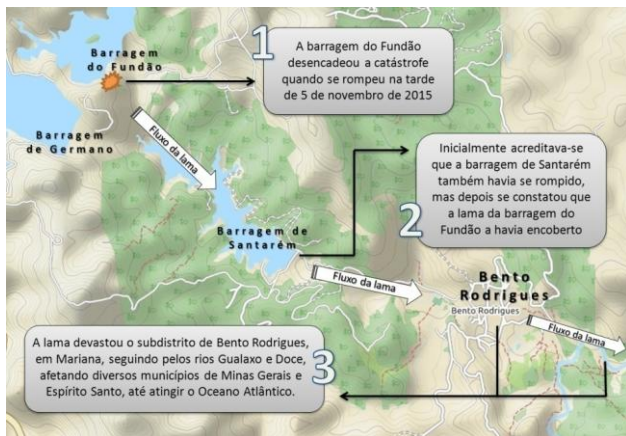 Barragem
do Fundão
1
A barragem do Fundão
desencadeou a catástrofe
quando se rompeu na tarde
de 5 de novembro de 2015
Barragem
de Germano
Fluxo da lama
Inicialmente acreditava-se
que a barragem de Santarém
também havia se rompido,
mas depois se constatou que
a lama da barragem do
Fundão a havia encoberto
2
Barragem de
Santarém
Fluxo da lama
Bento
Rodrigues
Bento Rodrigues
Fluxo da lama
A lama devastou o subdistrito de Bento Rodrigues,
em Mariana, seguindo pelos rios Gualaxo e Doce,
afetando diversos municípios de Minas Gerais e
Espírito Santo, até atingir o Oceano Atlântico.
3